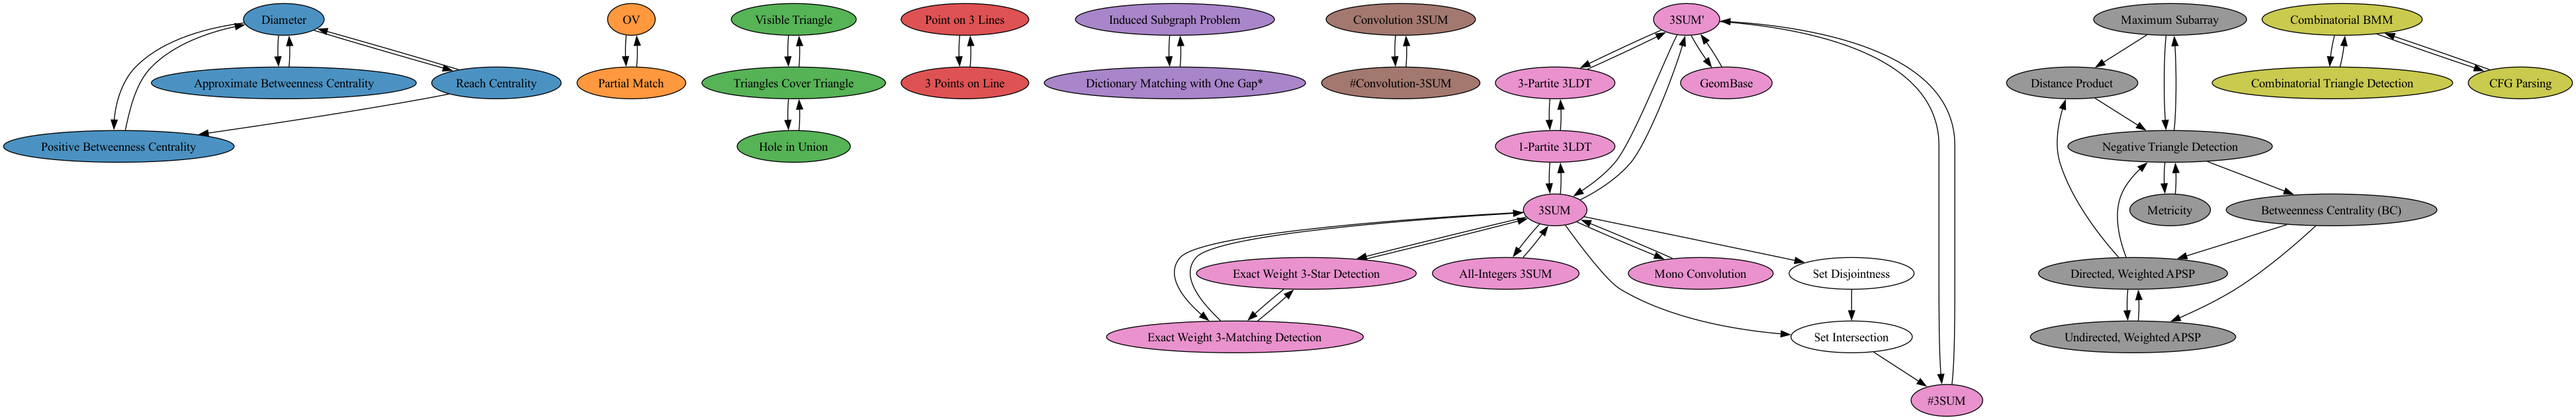 Diameter
OV
Visible Triangle
Point on 3 Lines
Induced Subgraph Problem
Convolution 3SUM
3SUM'
Maximum Subarray
Combinatorial BMM
Approximate Betweenness Centrality
Reach Centrality
Partial Match
Triangles Cover Triangle
3 Points on Line
Dictionary Matching with One Gap*
#Convolution-3SUM
3-Partite 3LDT
GeomBase
Distance Product
Combinatorial Triangle Detection
CFG Parsing
Positive Betweenness Centrality
Hole in Union
1-Partite 3LDT
Negative Triangle Detection
3SUM
Metricity
Betweenness Centrality (BC)
Exact Weight 3-Star Detection
All-Integers 3SUM
Mono Convolution
Set Disjointness
Directed, Weighted APSP
Exact Weight 3-Matching Detection
Set Intersection
Undirected, Weighted APSP
#3SUM